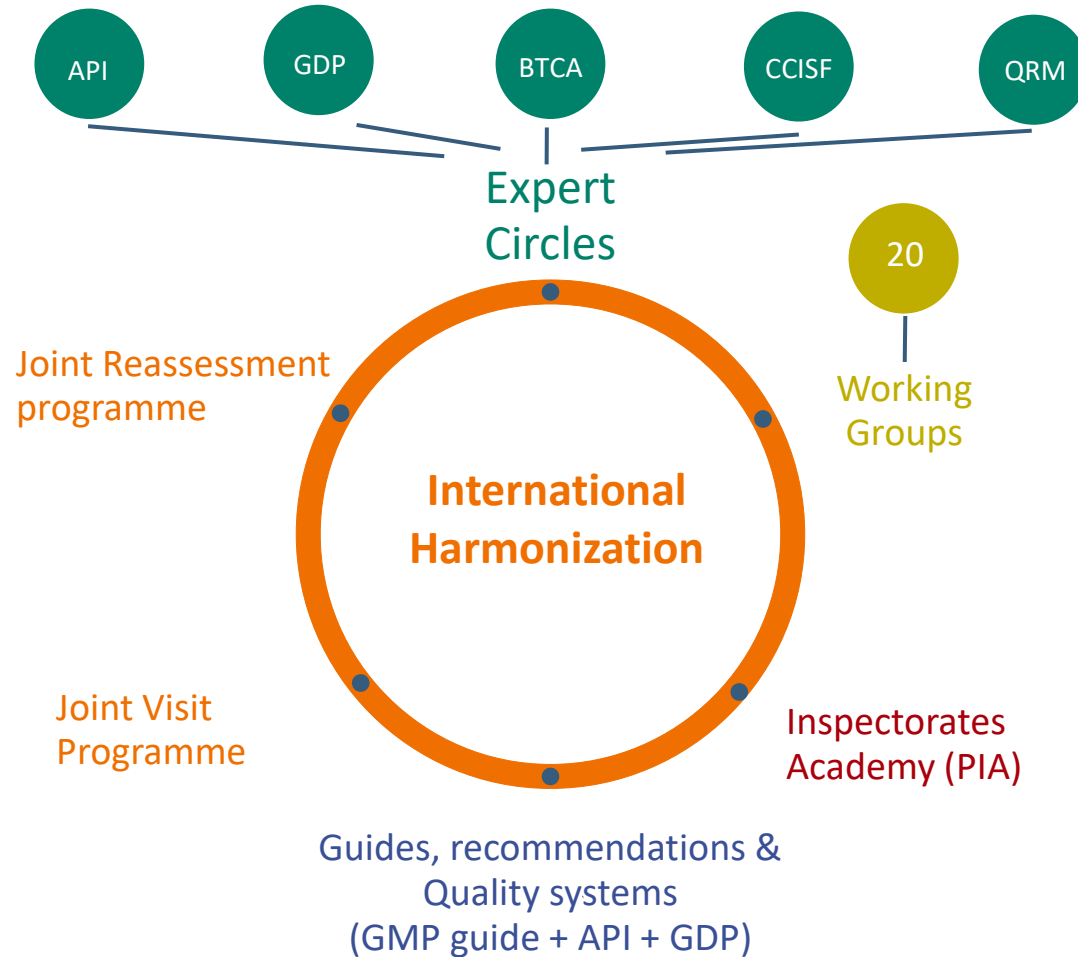 API
GDP
BTCA
CCISF
QRM
Expert
Circles
20
Working
Groups
Joint Reassessment
programme
International
Harmonization
Joint Visit
Programme
Inspectorates
Academy (PIA)
Guides, recommendations &
Quality systems
(GMP guide + API + GDP)